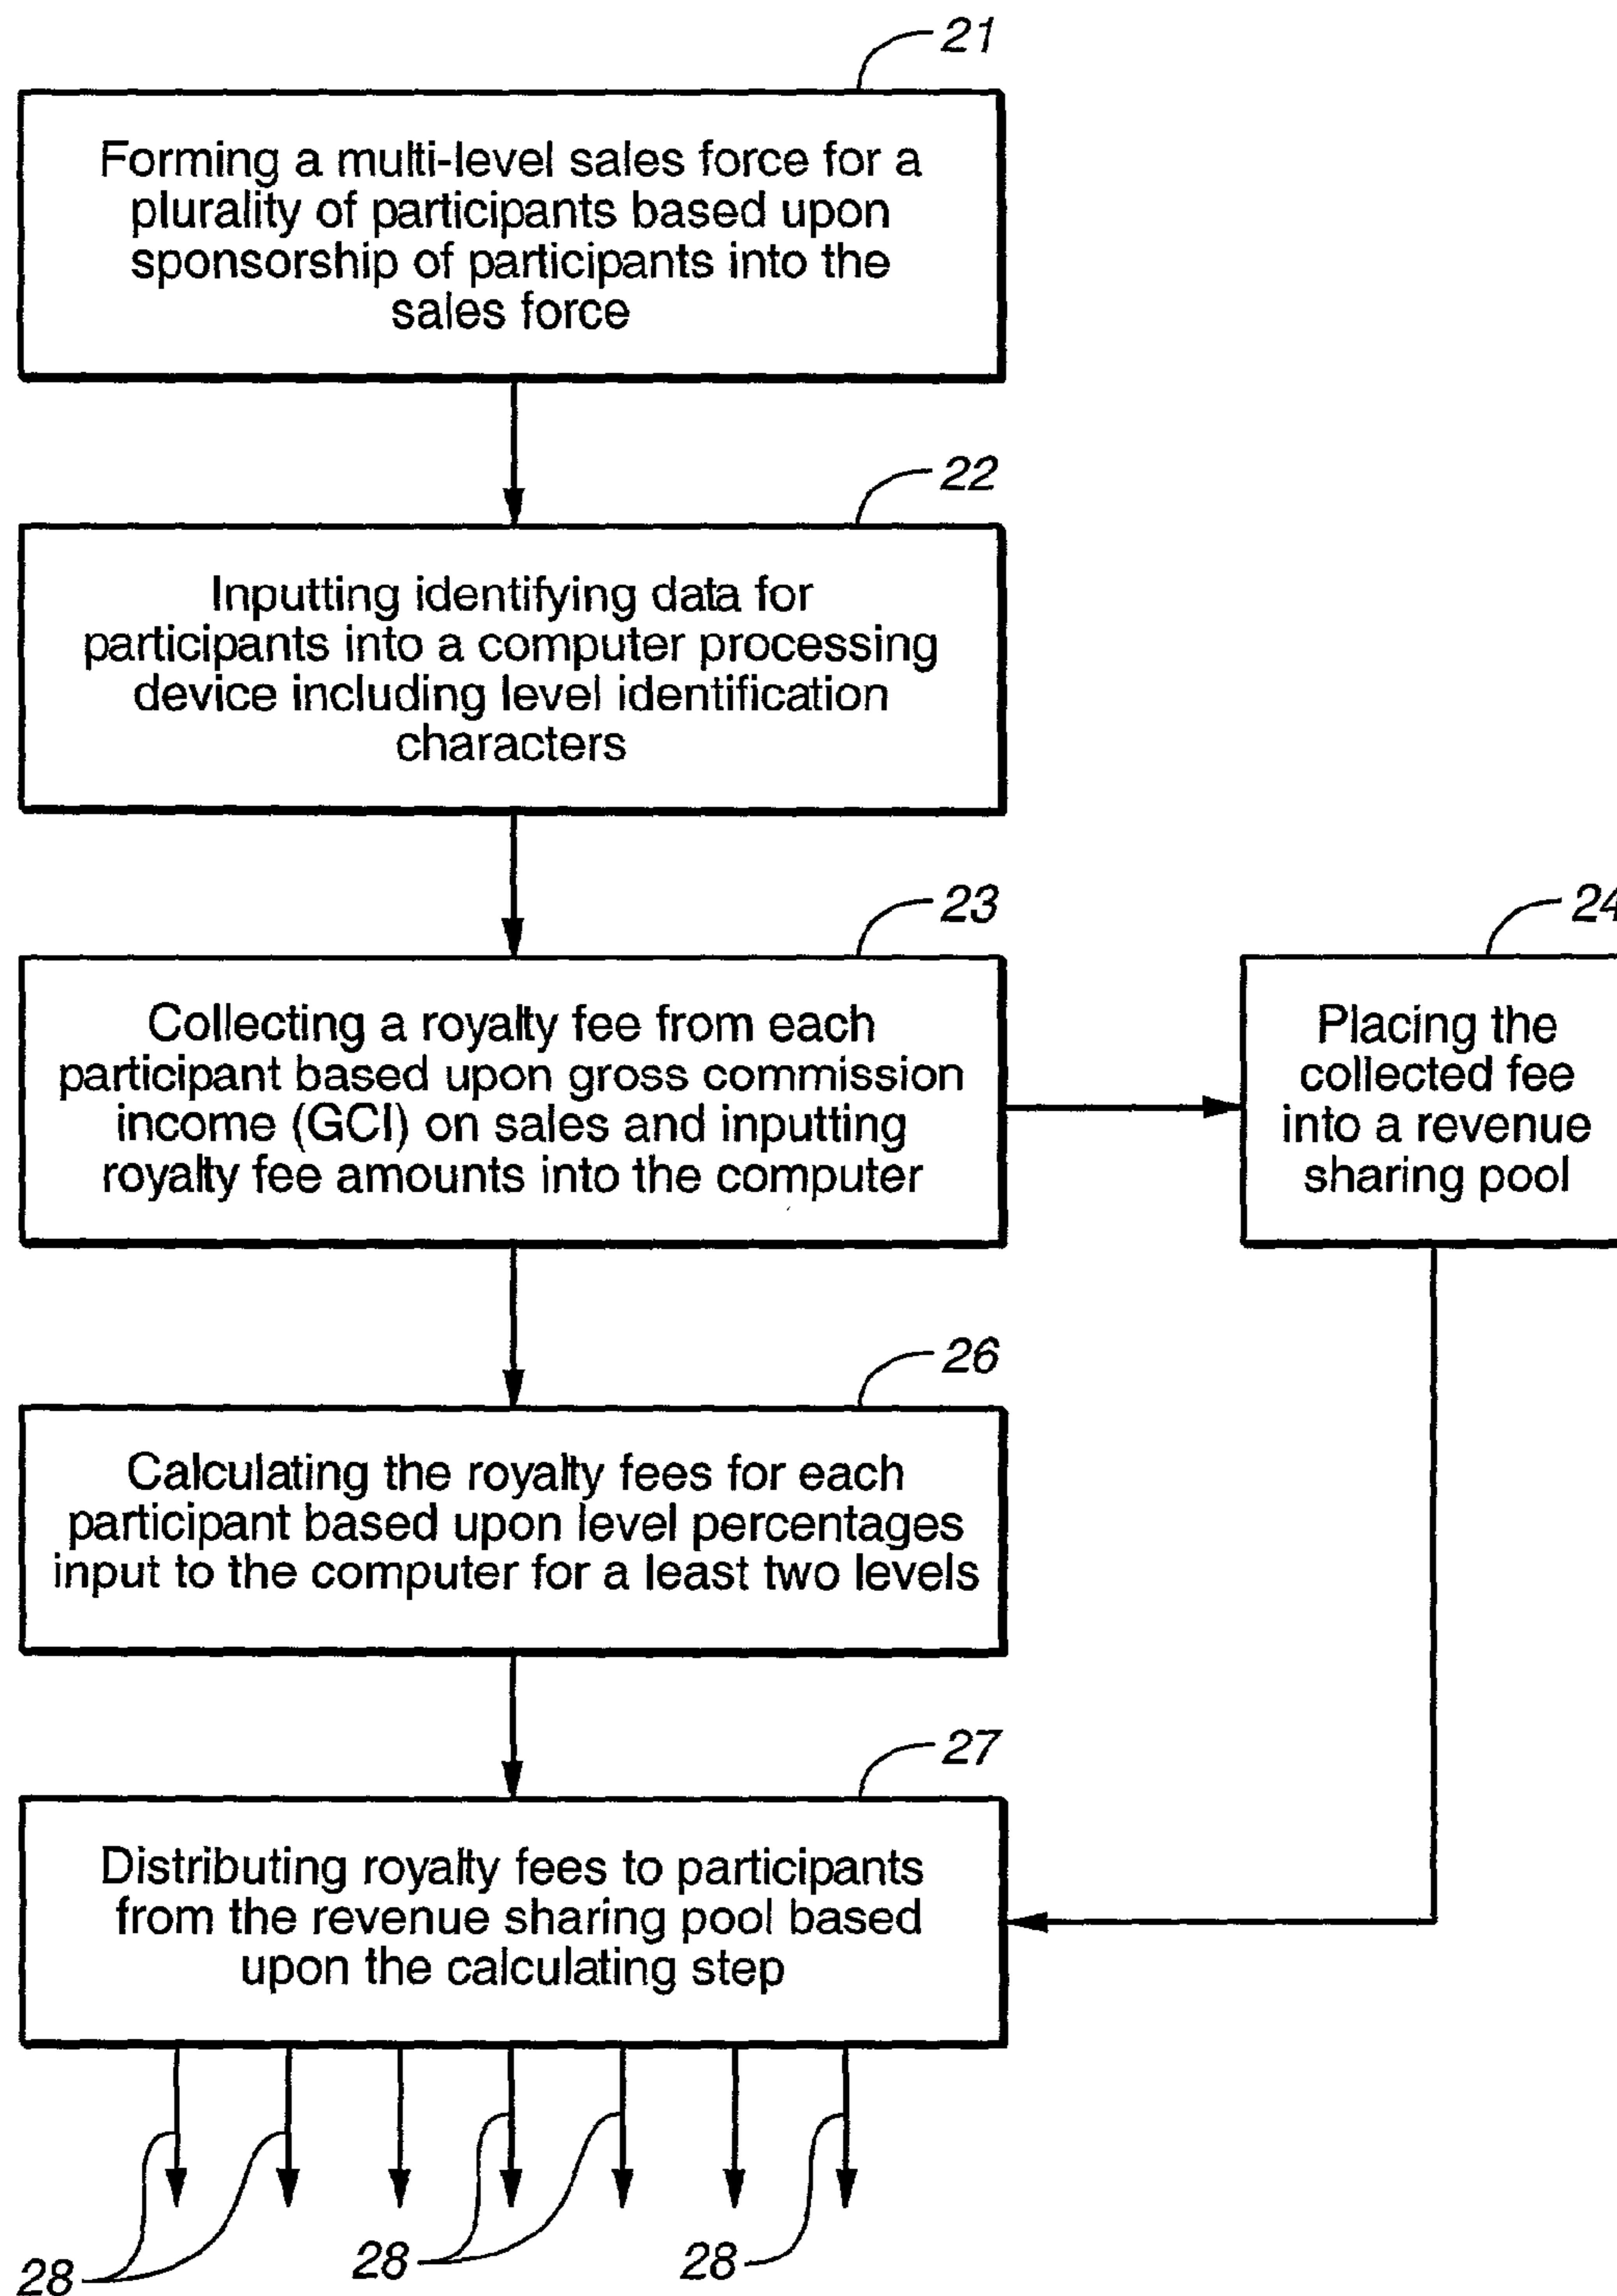 21
Forming a multi-level sales force for a
plurality of participants based upon
sponsorship of participants into the
sales force
22
Inputting identifying data for
participants into a computer processing
device including level identification
characters
23
Collecting a royalty fee from each
participant based upon gross commission
income (GCI) on sales and inputting
royalty fee amounts into the computer
24
Placing the
collected fee
into a revenue
sharing pool
26
Calculating the royalty fees for each
participant based upon level percentages
input to the computer for a least two levels
27
Distributing royalty fees to participants
from the revenue sharing pool based
upon the calculating step
28 28 28